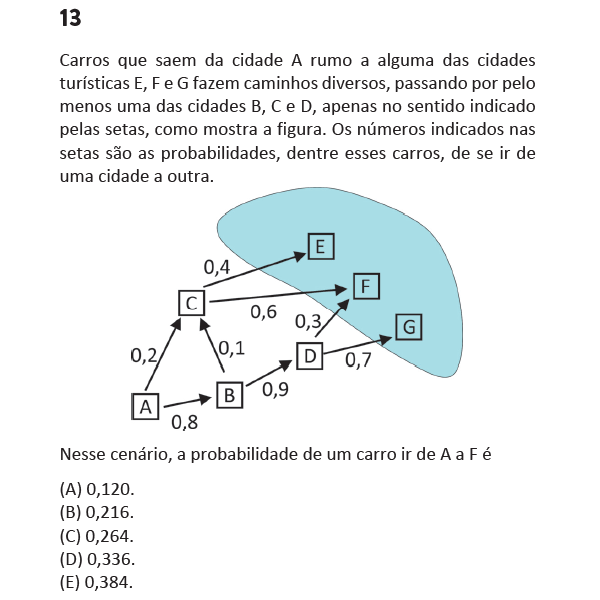 13
Carros que saem da cidade A rumo a alguma das cidades
turísticas E, F e G fazem caminhos diversos, passando por pelo
menos uma das cidades B, C e D, apenas no sentido indicado
pelas setas, como mostra a figura. Os números indicados nas
setas são as probabilidades, dentre esses carros, de se ir de
uma cidade a outra.
E
0,4
F
C
0,6
0,3
G
0,2
0,1
D
0,7
B
0,9
A
0,8
Nesse cenário, a probabilidade de um carro ir de A a F é
(A) 0,120.
(B) 0,216.
(C) 0,264.
(D) 0,336.
(E) 0,384.